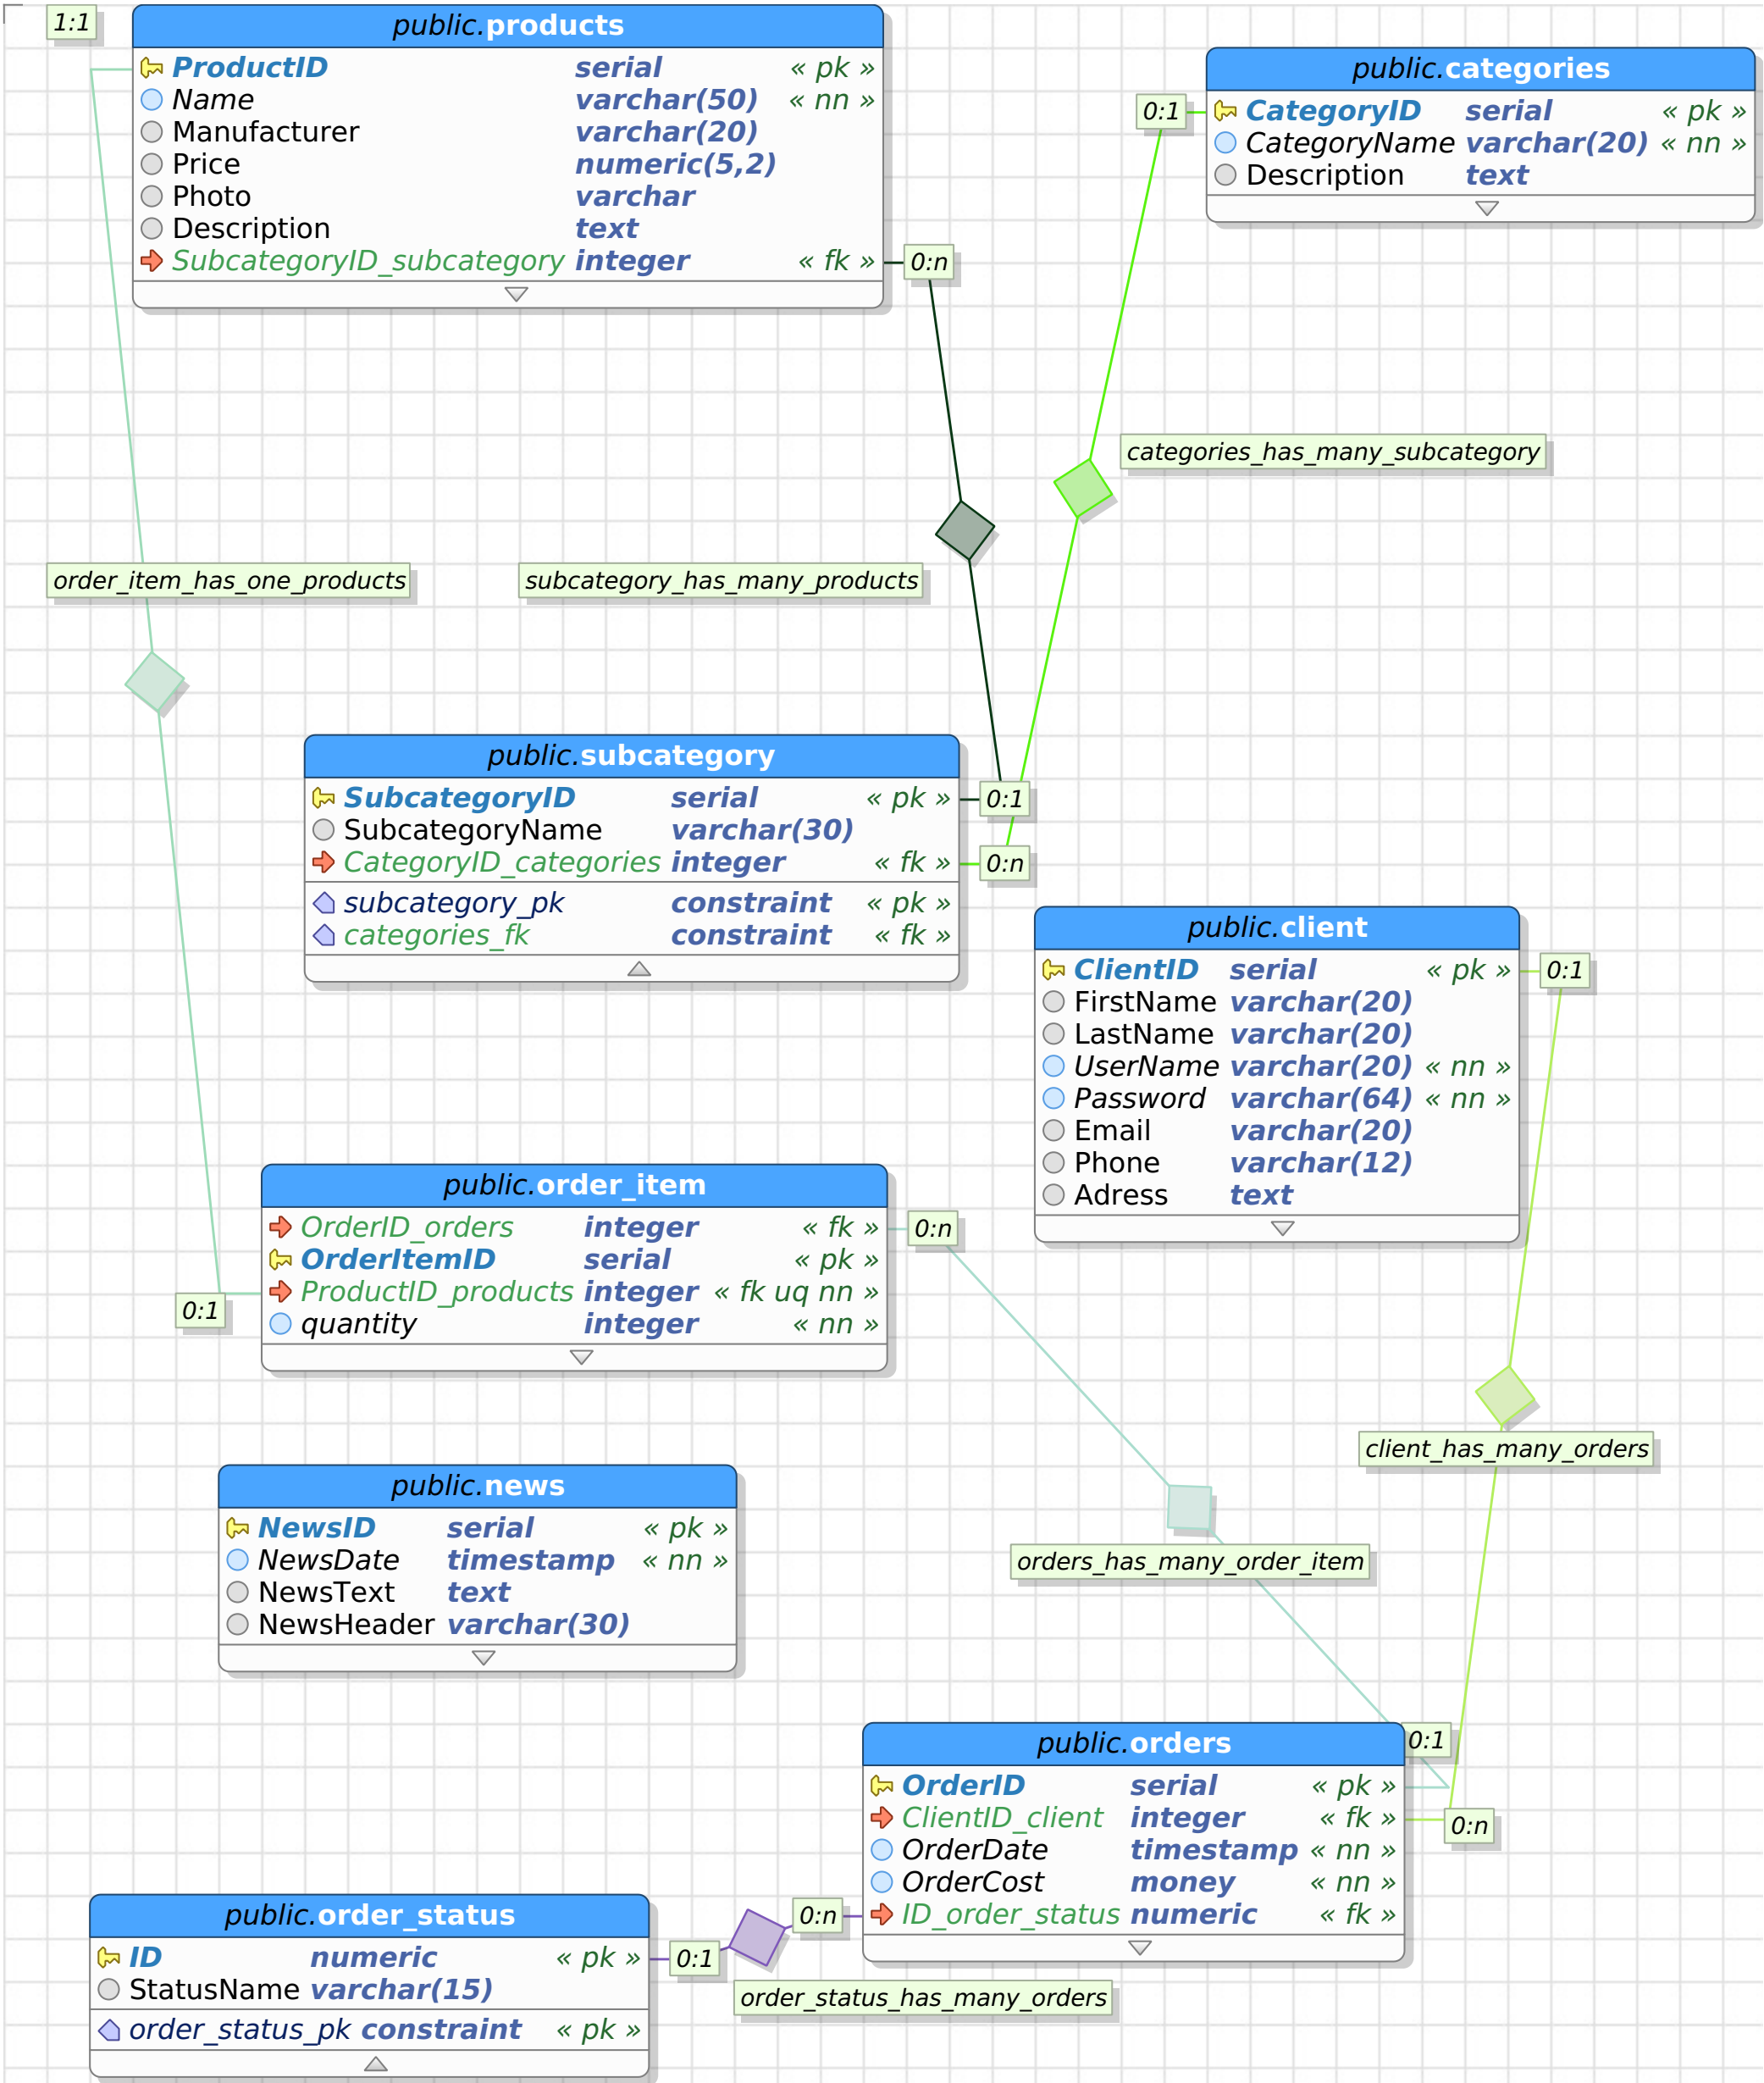 1:1
public.products
ProductID serial « pk »
Name varchar(50) « nn »
Manufacturer varchar(20)
Price numeric(5,2)
Photo varchar
Description text
SubcategoryID_subcategory integer « fk »
0:n
public.categories
0:1
CategoryID serial « pk »
CategoryName varchar(20) « nn »
Description text
categories_has_many_subcategory
order_item_has_one_products
subcategory_has_many_products
public.subcategory
SubcategoryID serial « pk »
0:1
SubcategoryName varchar(30)
CategoryID_categories integer « fk »
0:n
subcategory_pk constraint « pk »
categories_fk constraint « fk »
public.client
ClientID serial « pk »
0:1
FirstName varchar(20)
LastName varchar(20)
UserName varchar(20) « nn »
Password varchar(64) « nn »
Email varchar(20)
Phone varchar(12)
Adress text
public.order_item
OrderID_orders integer « fk »
0:n
OrderItemID serial « pk »
ProductID_products integer « fk uq nn »
0:1
quantity integer « nn »
client_has_many_orders
public.news
NewsID serial « pk »
NewsDate timestamp « nn »
NewsText text
NewsHeader varchar(30)
orders_has_many_order_item
public.orders
0:1
OrderID serial « pk »
ClientID_client integer « fk »
0:n
OrderDate timestamp « nn »
OrderCost money « nn »
ID_order_status numeric « fk »
0:n
public.order_status
ID numeric « pk »
0:1
StatusName varchar(15)
order_status_has_many_orders
order_status_pk constraint « pk »